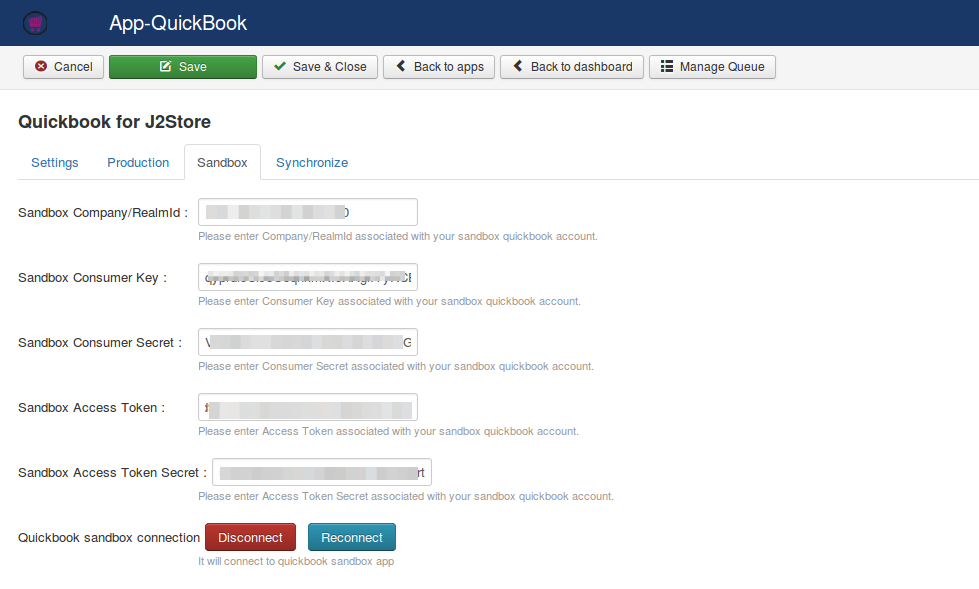 App-QuickBook
Cancel Save Save & Close Back to apps Back to dashboard Manage Queue
Quickbook for J2Store
Settings Production Sandbox Synchronize
Sandbox Company/RealmId :
Please enter Company/RealmId associated with your sandbox quickbook account.
Sandbox Consumer Key :
Please enter Consumer Key associated with your sandbox quickbook account.
Sandbox Consumer Secret :
Please enter Consumer Secret associated with your sandbox quickbook account.
Sandbox Access Token :
Please enter Access Token associated with your sandbox quickbook account.
Sandbox Access Token Secret :
Please enter Access Token Secret associated with your sandbox quickbook account.
Quickbook sandbox connection Disconnect Reconnect
It will connect to quickbook sandbox app